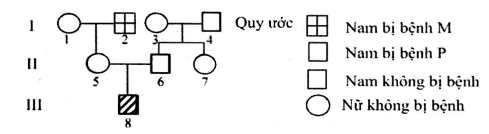 I
1 2 3 4
Quy ước
Nam bị bệnh M
Nam bị bệnh P
II
5 6 7
Nam không bị bệnh
III
8
Nữ không bị bệnh